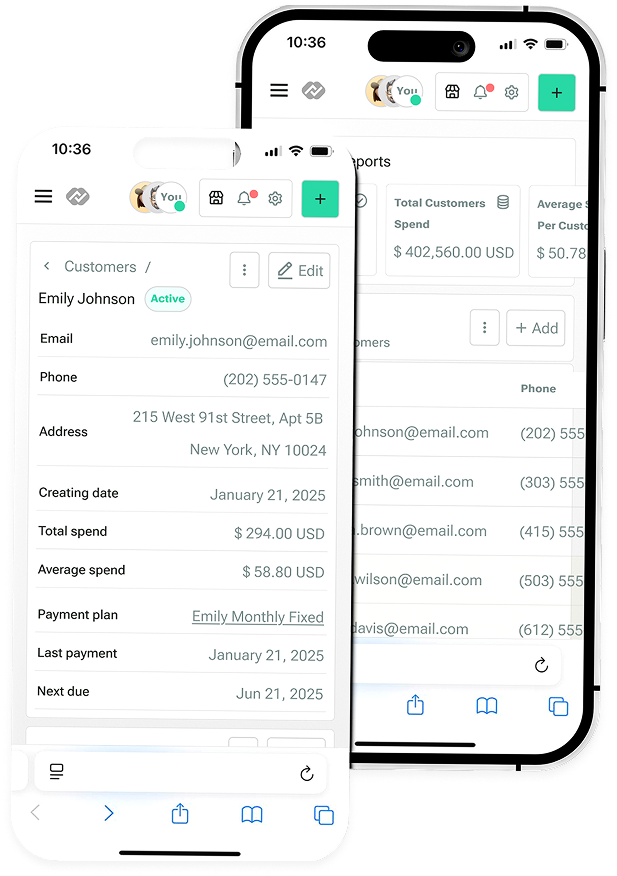 10:36
You
eports
Total Customers
Spend
$ 402,560.00 USD
Average
Per Custo
$ 50.78
+ Add
omers
Phone
ohnson@email.com (202) 555
smith@email.com (303) 555
.brown@email.com (415) 555
wilson@email.com (503) 555
davis@email.com (612) 555
10:36
You
Customers /
Edit
Emily Johnson Active
Email emily.johnson@email.com
Phone (202) 555-0147
Address 215 West 91st Street, Apt 5B
New York, NY 10024
Creating date January 21, 2025
Total spend $ 294.00 USD
Average spend $ 58.80 USD
Payment plan Emily Monthly Fixed
Last payment January 21, 2025
Next due Jun 21, 2025